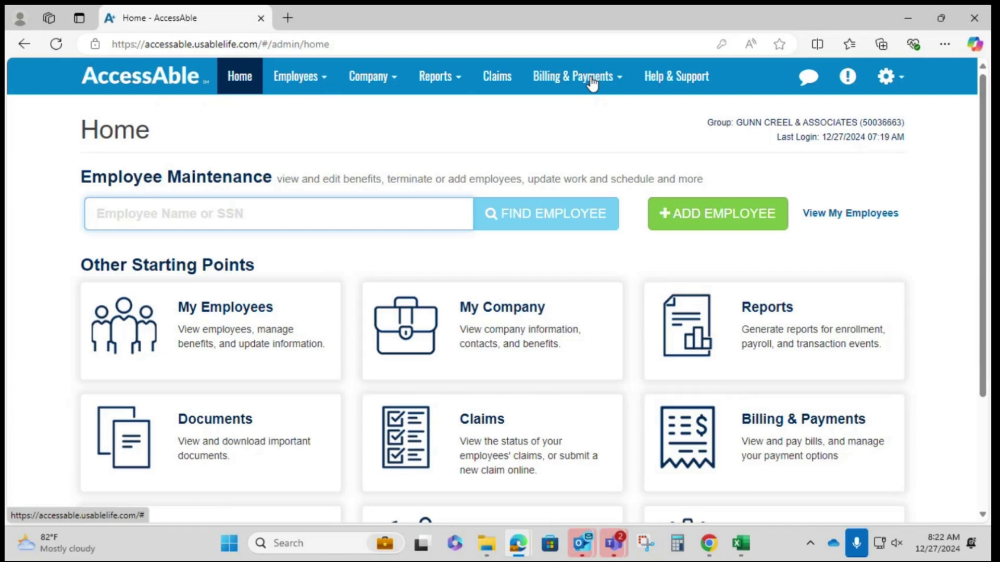 Home - AccessAble
https://accessable.usablelife.com/#/admin/home
AccessAble SM Home Employees Company Reports Claims Billing & Payments Help & Support
Home
Group: GUNN CREEL & ASSOCIATES (50036663)
Last Login: 12/27/2024 07:19 AM
Employee Maintenance view and edit benefits, terminate or add employees, update work and schedule and more
Employee Name or SSN
FIND EMPLOYEE
+ ADD EMPLOYEE
View My Employees
Other Starting Points
My Employees
View employees, manage
benefits, and update information.
My Company
View company information,
contacts, and benefits.
Reports
Generate reports for enrollment,
payroll, and transaction events.
Documents
View and download important
documents.
Claims
View the status of your
employees' claims, or submit a
new claim online.
Billing & Payments
View and pay bills, and manage
your payment options
https://accessable.usablelife.com/#
82°F
Mostly cloudy
Search
2
8:22 AM
12/27/2024